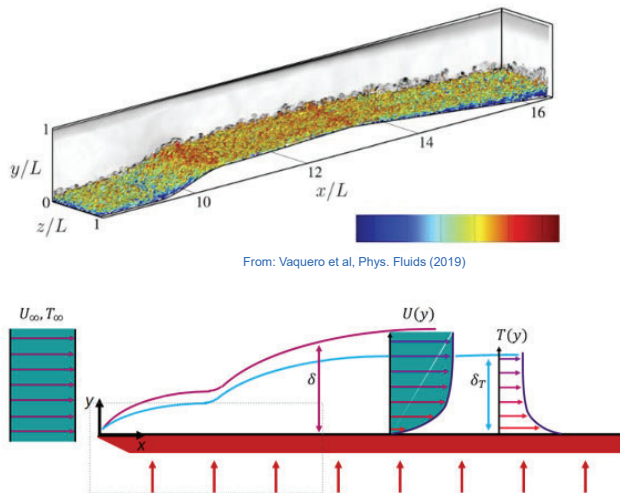 1
y/L
0
z/L
1
10
12
x/L
14
16
From: Vaquero et al, Phys. Fluids (2019)
U∞, T∞
U(y)
T(y)
δ
δT
y
x